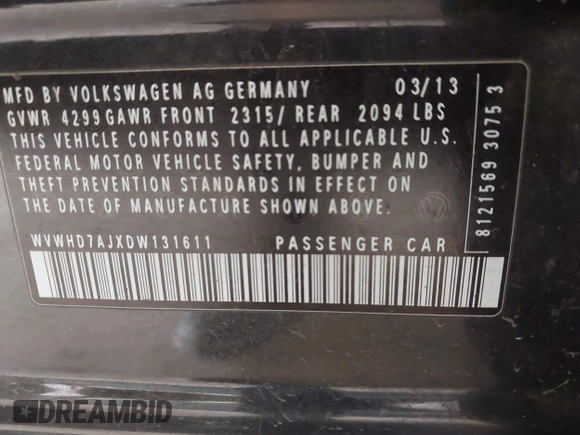 MFD BY VOLKSWAGEN AG GERMANY 03/13
GVWR 4299 GAWR FRONT 2315/ REAR 2094 LBS
THIS VEHICLE CONFORMS TO ALL APPLICABLE U.S.
FEDERAL MOTOR VEHICLE SAFETY, BUMPER AND
THEFT PREVENTION STANDARDS IN EFFECT ON
THE DATE OF MANUFACTURE SHOWN ABOVE.
WVWHD7AJXDW131611 PASSENGER CAR
8121569 3075 3
DREAMBID